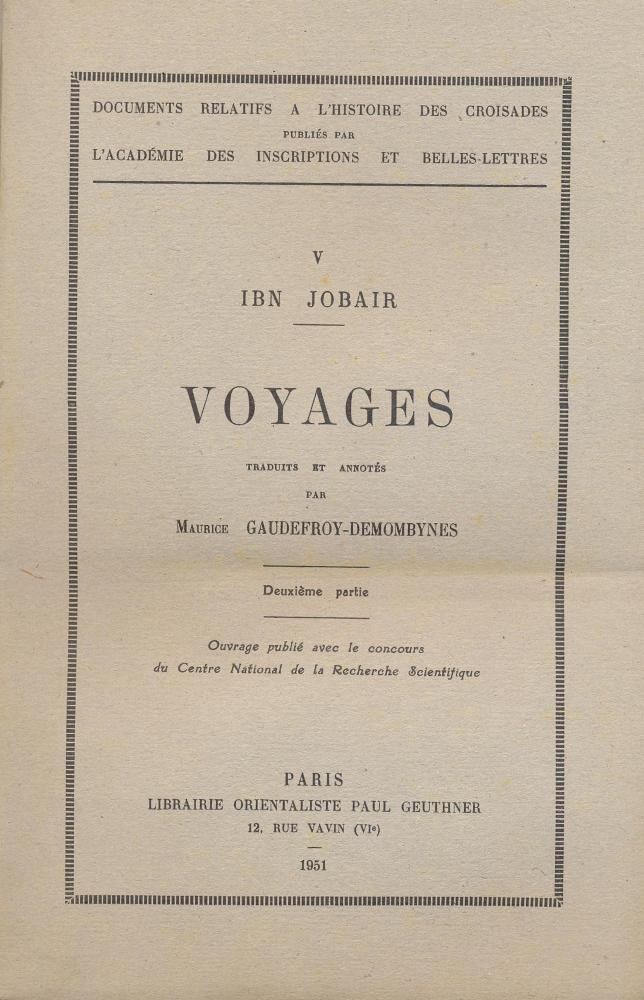 DOCUMENTS RELATIFS A L'HISTOIRE DES CROISADES
PUBLIÉS PAR
L'ACADÉMIE DES INSCRIPTIONS ET BELLES-LETTRES
V
IBN JOBAIR
VOYAGES
TRADUITS ET ANNOTÉS
PAR
MAURICE GAUDEFROY-DEMOMBYNES
Deuxième partie
Ouvrage publié avec le concours
du Centre National de la Recherche Scientifique
PARIS
LIBRAIRIE ORIENTALISTE PAUL GEUTHNER
12, RUE VAVIN (VIe)
1951